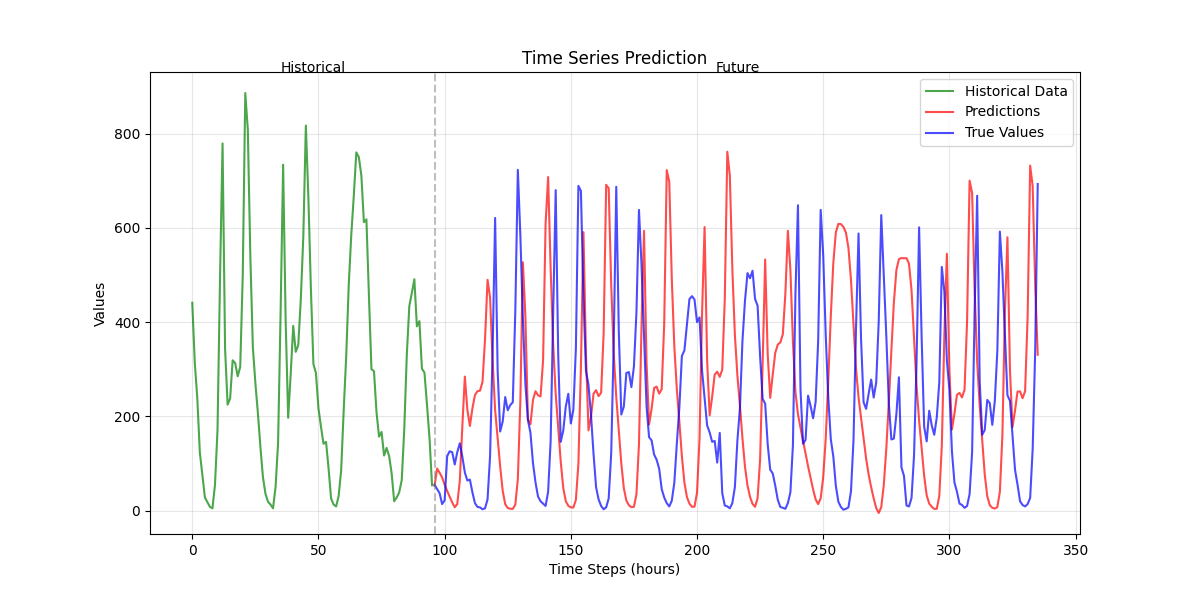 Time Series Prediction
Historical
Future
Historical Data
Predictions
True Values
Values
800
600
400
200
0
0
50
100
150
200
250
300
350
Time Steps (hours)